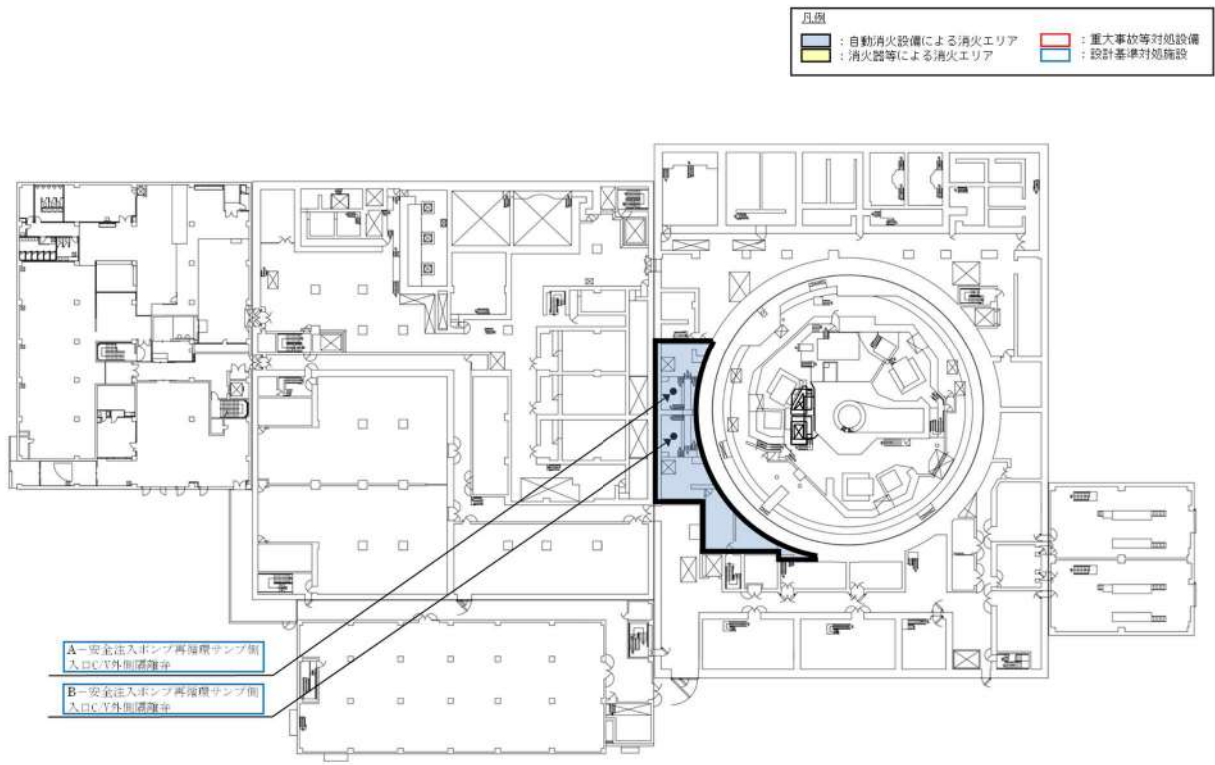 凡例
：自動消火設備による消火エリア
：重大事故等対処設備
：消火器等による消火エリア
：設計基準対処施設
A－安全注入ポンプ再循環サンプ側
入口C/V外側隔離弁
B－安全注入ポンプ再循環サンプ側
入口C/V外側隔離弁